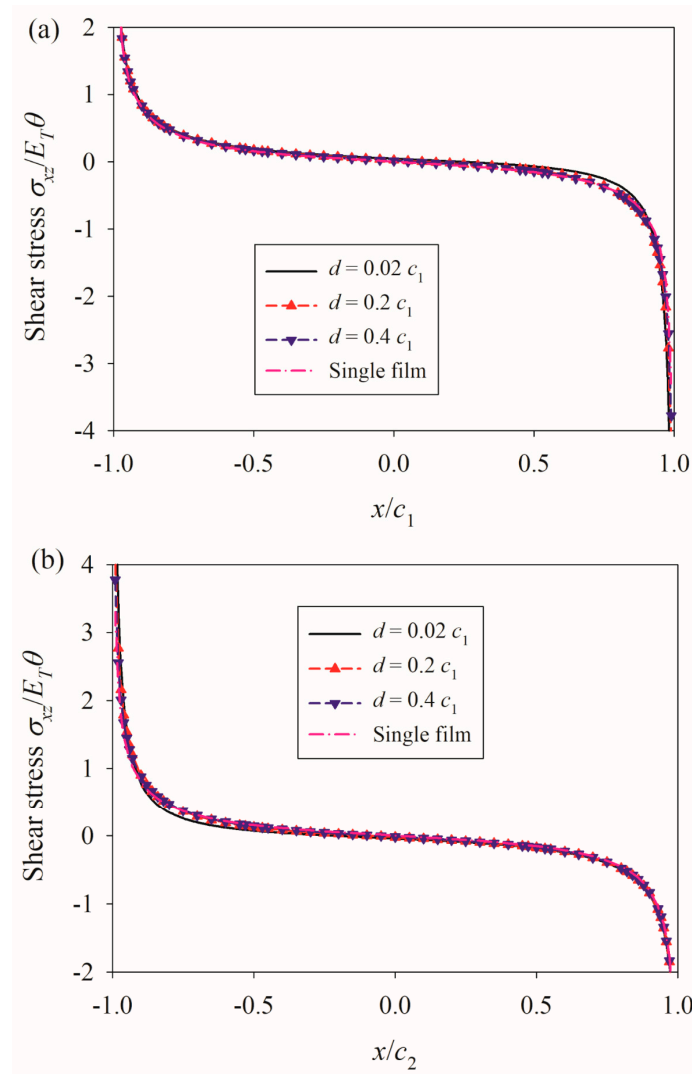 (a)
2
1
0
-1
-2
-3
-4
Shear stress σxz/ETθ
d = 0.02 c1
d = 0.2 c1
d = 0.4 c1
Single film
-1.0 -0.5 0.0 0.5 1.0
x/c1
(b)
4
3
2
1
0
-1
-2
Shear stress σxz/ETθ
d = 0.02 c1
d = 0.2 c1
d = 0.4 c1
Single film
-1.0 -0.5 0.0 0.5 1.0
x/c2